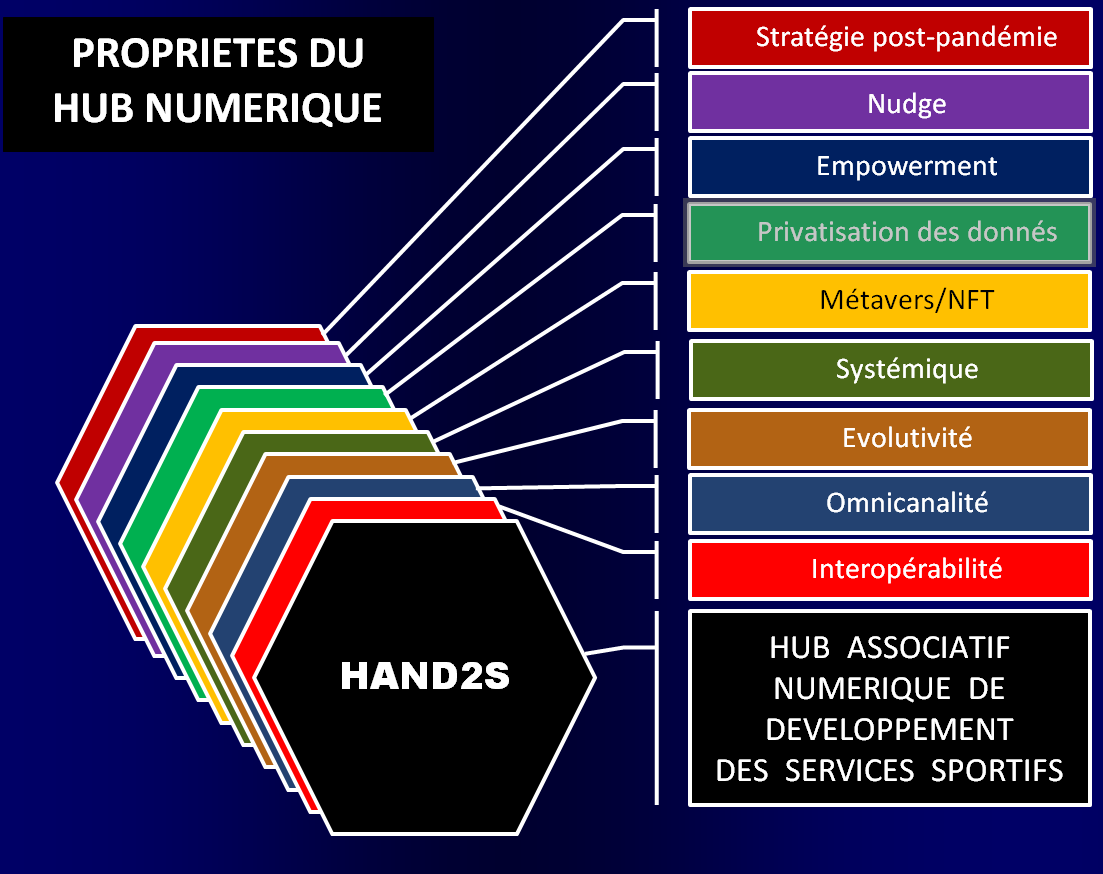 PROPRIETES DU
HUB NUMERIQUE
Stratégie post-pandémie
Nudge
Empowerment
Privatisation des donnés
Métavers/NFT
Systémique
Evolutivité
Omnicanalité
Interopérabilité
HAND2S
HUB ASSOCIATIF
NUMERIQUE DE
DEVELOPPEMENT
DES SERVICES SPORTIFS